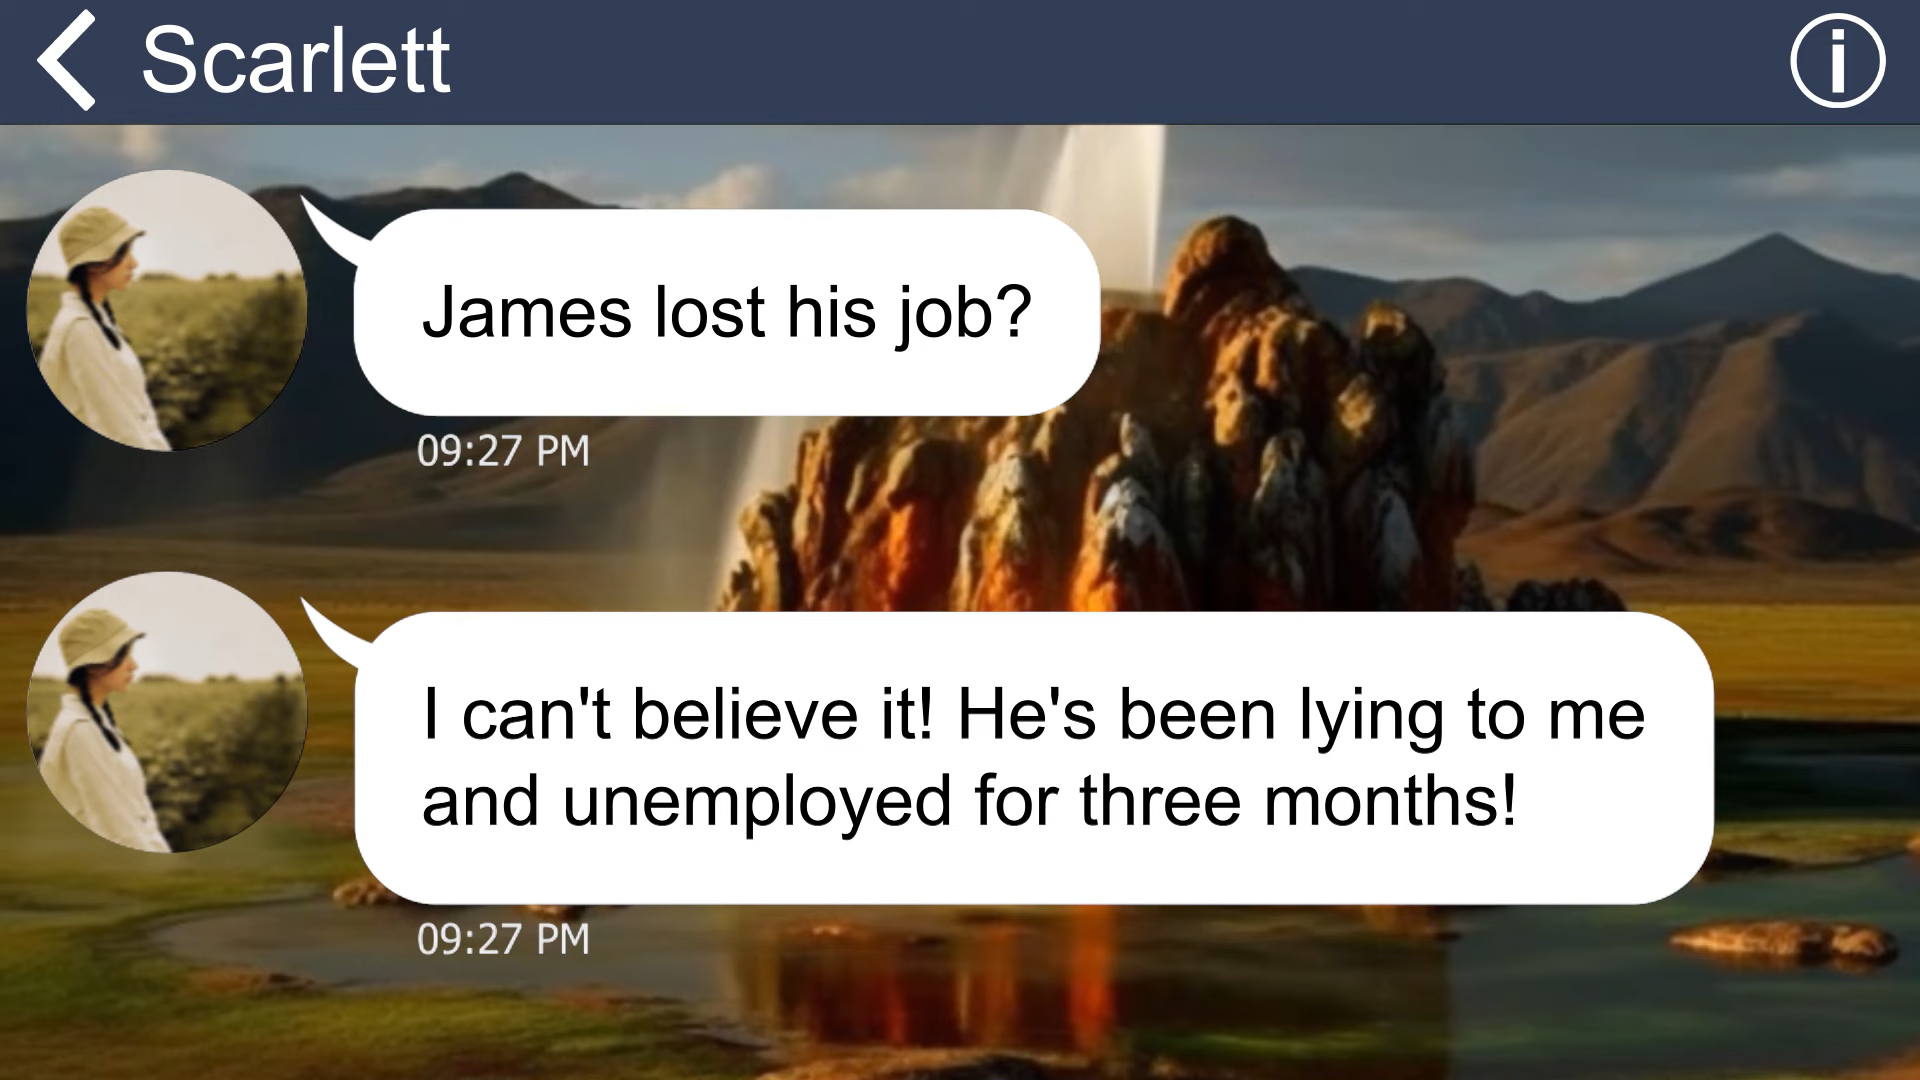 Scarlett
James lost his job?
09:27 PM
I can't believe it! He's been lying to me
and unemployed for three months!
09:27 PM